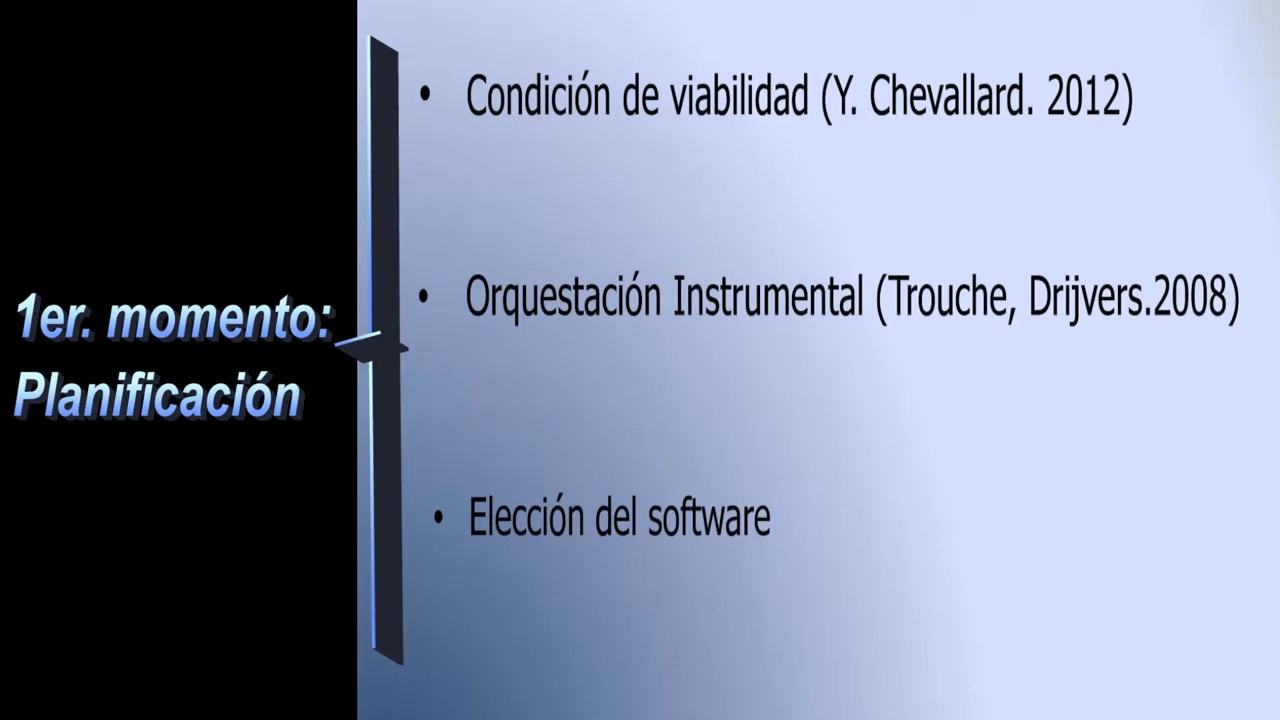 1er. momento:
Planificación
• Condición de viabilidad (Y. Chevallard. 2012)
• Orquestación Instrumental (Trouche, Drijvers.2008)
• Elección del software